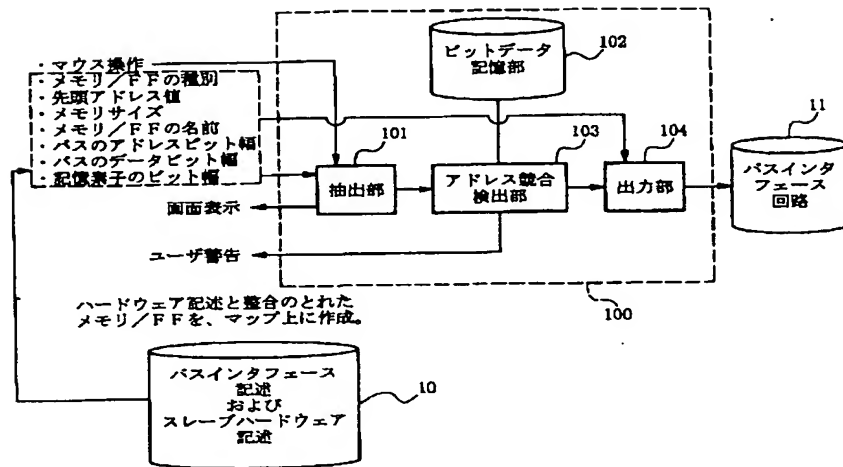 ・マウス操作
・メモリ／ＦＦの種別
・先頭アドレス値
・メモリサイズ
・メモリ／ＦＦの名前
・バスのアドレスビット幅
・バスのデータビット幅
・記憶素子のビット幅
ビットデータ
記憶部
102
101
抽出部
103
アドレス競合
検出部
104
出力部
11
バスインタ
フェース
回路
画面表示
ユーザ警告
100
ハードウェア記述と整合のとれた
メモリ／ＦＦを、マップ上に作成。
バスインタフェース
記述
および
スレーブハードウェア
記述
10